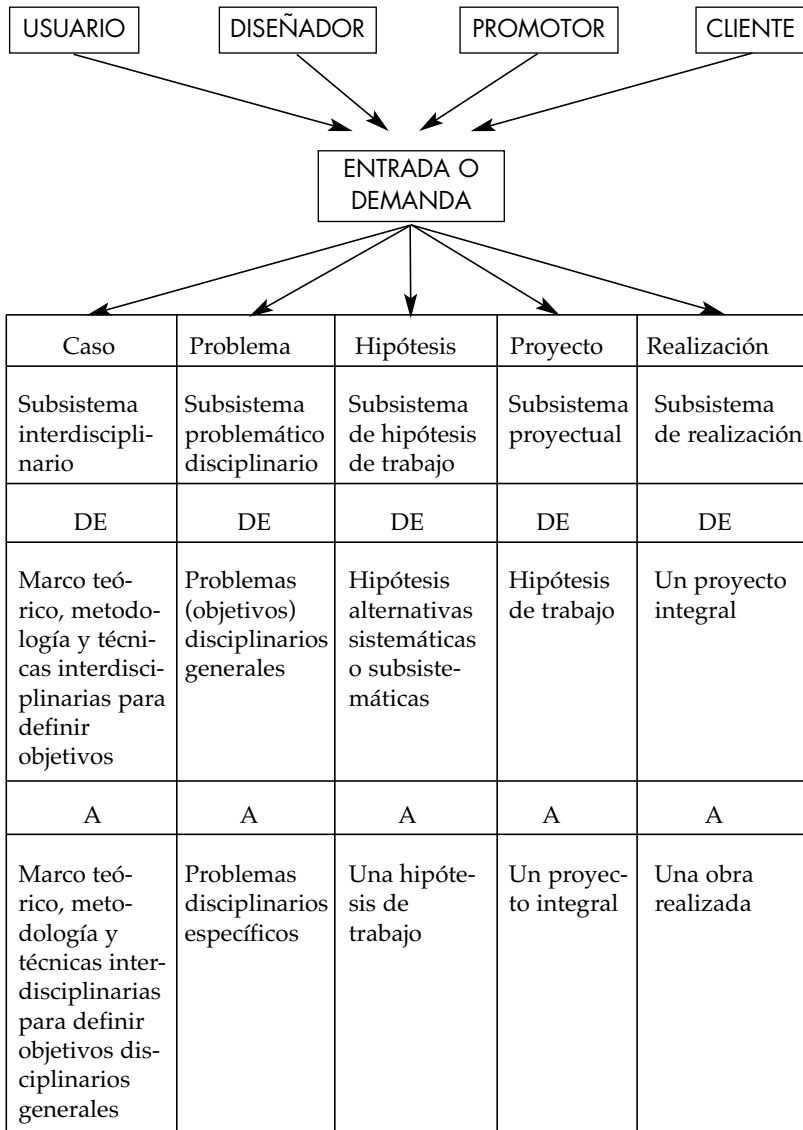 USUARIO
DISEÑADOR
PROMOTOR
CLIENTE
ENTRADA O
DEMANDA
Caso
Problema
Hipótesis
Proyecto
Realización
Subsistema
interdiscipli-
nario
Subsistema
problemático
disciplinario
Subsistema
de hipótesis
de trabajo
Subsistema
proyectual
Subsistema
de realización
DE
DE
DE
DE
DE
Marco teó-
rico, metodo-
logía y técni-
cas interdisci-
plinarias para
definir
objetivos
Problemas
(objetivos)
disciplinarios
generales
Hipótesis
alternativas
sistemáticas
o subsiste-
máticas
Hipótesis
de trabajo
Un proyecto
integral
A
A
A
A
A
Marco teó-
rico, meto-
dología y
técnicas inter-
disciplinarias
para definir
objetivos dis-
ciplinarios
generales
Problemas
disciplinarios
específicos
Una hipóte-
sis de
trabajo
Un proyec-
to integral
Una obra
realizada